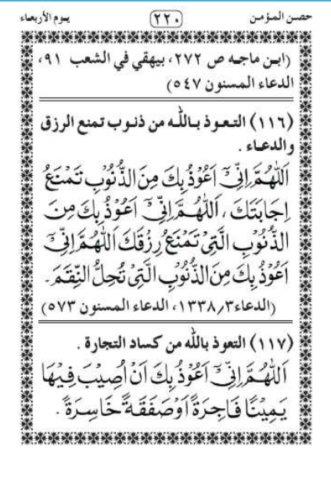 حصن المؤمن (٢٢٠) يوم الأربعاء
(ابن ماجه ص ٢٧٢، بيهقي في الشعب ٩١،
الدعاء المسنون ٥٤٧)
(١١٦) التعوذ بالله من ذنوب تمنع الرزق
والدعاء .
اَللّٰهُمَّ اِنِّيْٓ اَعُوْذُ بِكَ مِنَ الذُّنُوْبِ تَمْنَعُ
اِجَابَتَكَ ، اَللّٰهُمَّ اِنِّيْٓ اَعُوْذُ بِكَ مِنَ
الذُّنُوْبِ الَّتِيْ تَمْنَعُ رِزْقَكَ اَللّٰهُمَّ اِنِّيْٓ
اَعُوْذُ بِكَ مِنَ الذُّنُوْبِ الَّتِيْ تُحِلُّ النِّقَمَ .
(الدعاء ١٣٣٨/٣، الدعاء المسنون ٥٧٣)
(١١٧) التعوذ بالله من كساد التجارة .
اَللّٰهُمَّ اِنِّيْٓ اَعُوْذُ بِكَ اَنْ اُصِيْبَ فِيْهَا
يَمِيْنًا فَاجِرَةً اَوْ صَفْقَةً خَاسِرَةً .